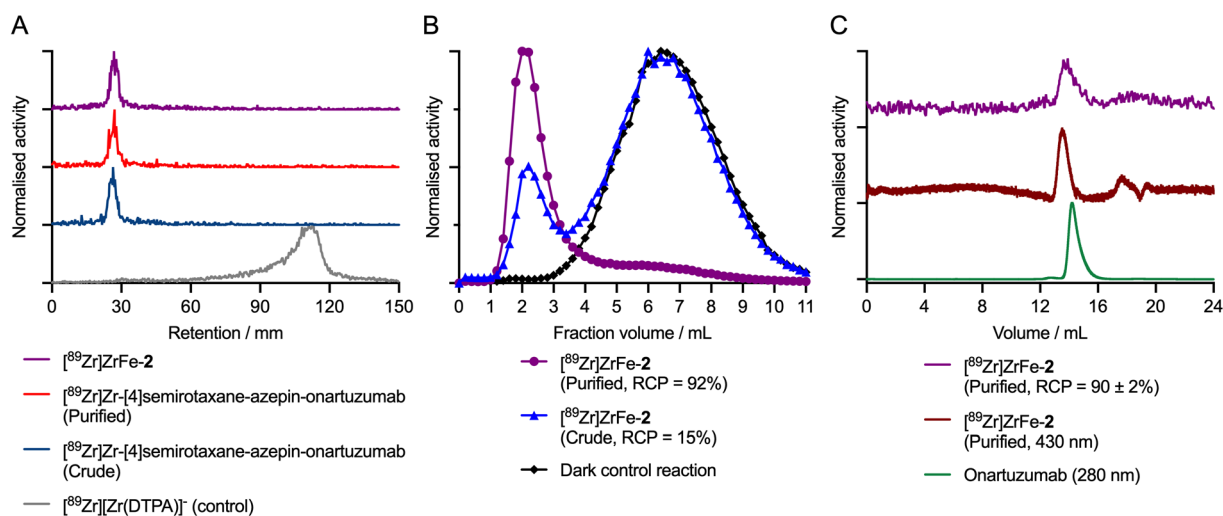 A
Normalised activity
0 30 60 90 120 150
Retention / mm
[⁸⁹Zr]ZrFe-2
[⁸⁹Zr]Zr-[4]semirotaxane-azepin-onartuzumab
(Purified)
[⁸⁹Zr]Zr-[4]semirotaxane-azepin-onartuzumab
(Crude)
[⁸⁹Zr][Zr(DTPA)]⁻ (control)
B
Normalised activity
0 1 2 3 4 5 6 7 8 9 10 11
Fraction volume / mL
[⁸⁹Zr]ZrFe-2
(Purified, RCP = 92%)
[⁸⁹Zr]ZrFe-2
(Crude, RCP = 15%)
Dark control reaction
C
Normalised activity
0 4 8 12 16 20 24
Volume / mL
[⁸⁹Zr]ZrFe-2
(Purified, RCP = 90 ± 2%)
[⁸⁹Zr]ZrFe-2
(Purified, 430 nm)
Onartuzumab (280 nm)